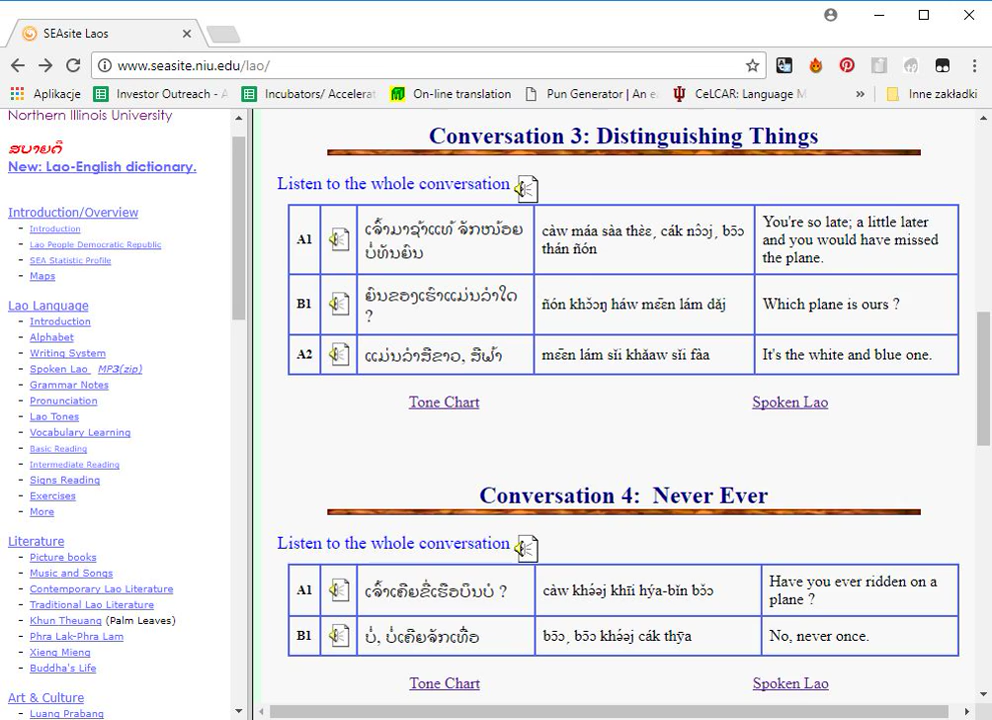 SEAsite Laos
www.seasite.niu.edu/lao/
Aplikacje
Investor Outreach - A
Incubators/ Accelerat
On-line translation
Pun Generator | An e
CeLCAR: Language M
»
Inne zakładki
Northern Illinois University
ສະບາຍດີ
New: Lao-English dictionary.
Introduction/Overview
- Introduction
- Lao People Democratic Republic
- SEA Statistic Profile
- Maps
Lao Language
- Introduction
- Alphabet
- Writing System
- Spoken Lao MP3(zip)
- Grammar Notes
- Pronunciation
- Lao Tones
- Vocabulary Learning
- Basic Reading
- Intermediate Reading
- Signs Reading
- Exercises
- More
Literature
- Picture books
- Music and Songs
- Contemporary Lao Literature
- Traditional Lao Literature
- Khun Theuang (Palm Leaves)
- Phra Lak-Phra Lam
- Xieng Mieng
- Buddha's Life
Art & Culture
- Luang Prabang
Conversation 3: Distinguishing Things
Listen to the whole conversation
A1
ເຈົ້າມາຊ້າແທ້ ຈັກໜ້ອຍ
ບໍ່ທັນຍົນ
càw máa sàa thὲɛ, cák nɔ̂ɔj, bɔ̄ɔ
thán ñón
You're so late; a little later
and you would have missed
the plane.
B1
ຍົນຂອງເຮົາແມ່ນລຳໃດ
?
ñón khɔ̌ɔŋ háw mɛ̄ɛn lám dǎj
Which plane is ours ?
A2
ແມ່ນລຳສີຂາວ, ສີຟ້າ
mɛ̄ɛn lám sǐi khǎaw sǐi fâa
It's the white and blue one.
Tone Chart
Spoken Lao
Conversation 4: Never Ever
Listen to the whole conversation
A1
ເຈົ້າເຄີຍຂີ່ເຮືອບິນບໍ່ ?
càw khə́əj khīi hýa-bǐn bɔ̌ɔ
Have you ever ridden on a
plane ?
B1
ບໍ່, ບໍ່ເຄີຍຈັກເທື່ອ
bɔ̄ɔ, bɔ̄ɔ khə́əj cák thȳa
No, never once.
Tone Chart
Spoken Lao